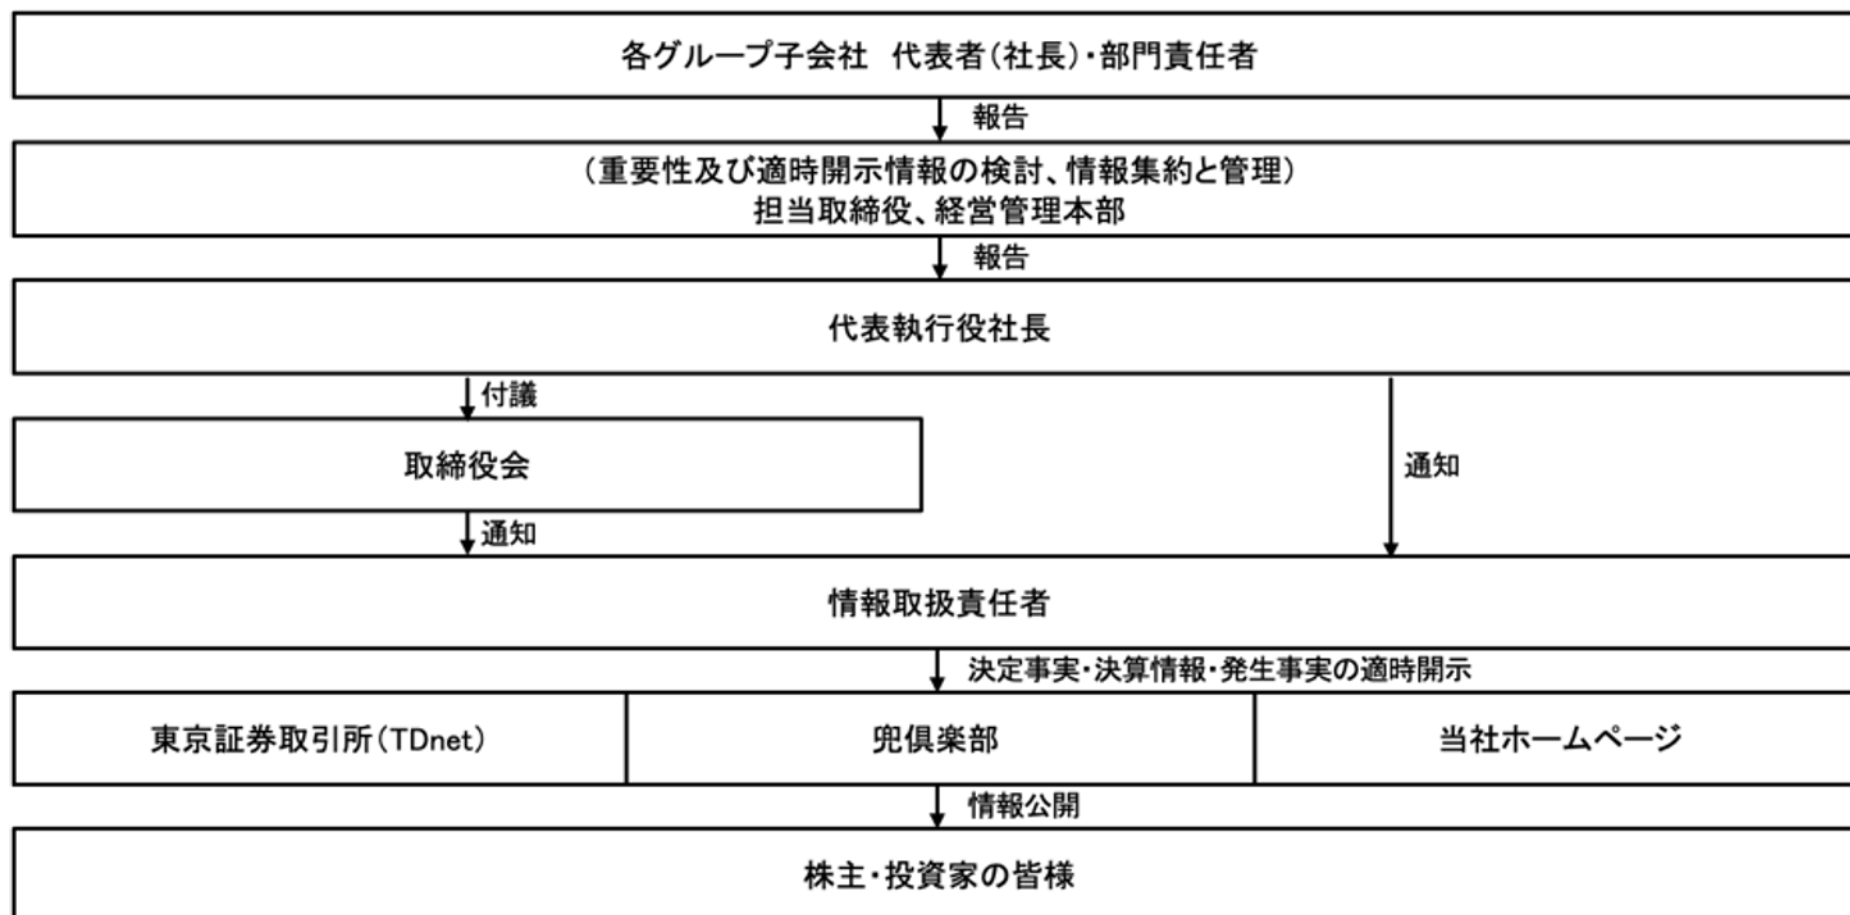 各グループ子会社　代表者(社長)・部門責任者
報告
(重要性及び適時開示情報の検討、情報集約と管理)
担当取締役、経営管理本部
報告
代表執行役社長
付議
取締役会
通知
通知
情報取扱責任者
決定事実・決算情報・発生事実の適時開示
東京証券取引所(TDnet)
兜倶楽部
当社ホームページ
情報公開
株主・投資家の皆様